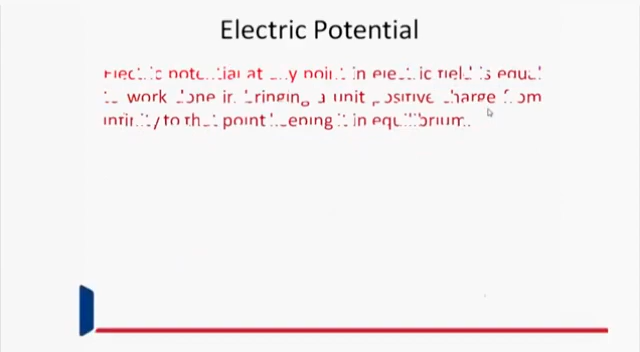 Electric Potential
Electric potential at any point in electric field is equal
to work done in bringing a unit positive charge from
infinity to that point keeping it in equilibrium.